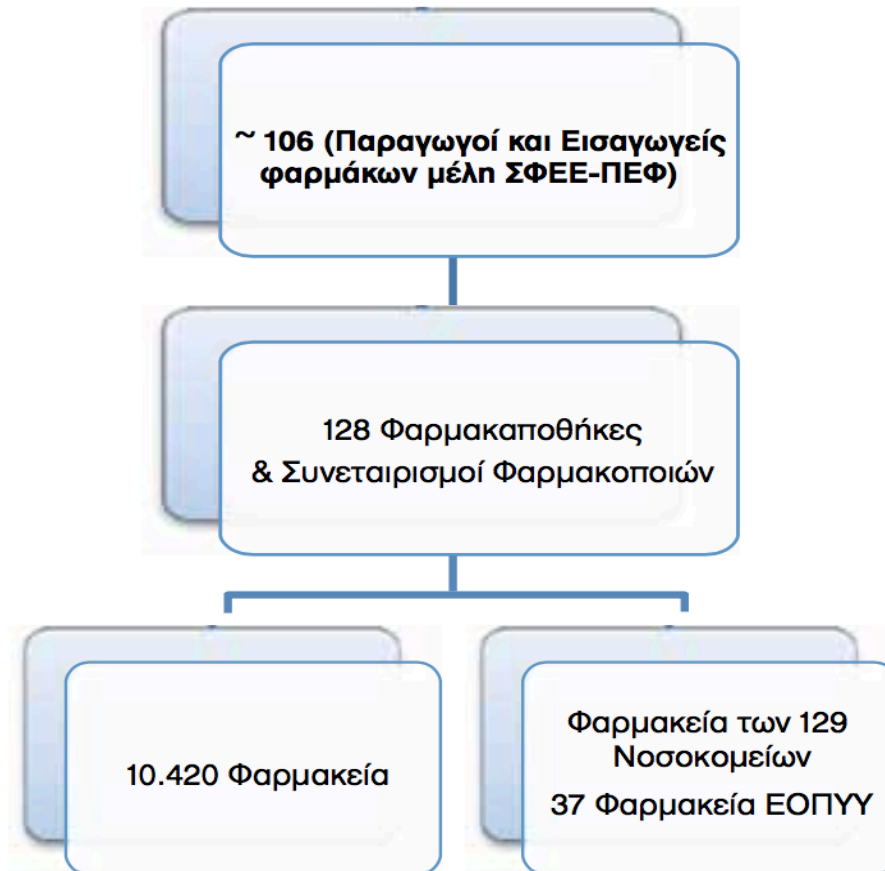 ~ 106 (Παραγωγοί και Εισαγωγείς
φαρμάκων μέλη ΣΦΕΕ-ΠΕΦ)
128 Φαρμακαποθήκες
& Συνεταιρισμοί Φαρμακοποιών
10.420 Φαρμακεία
Φαρμακεία των 129
Νοσοκομείων
37 Φαρμακεία ΕΟΠΥΥ